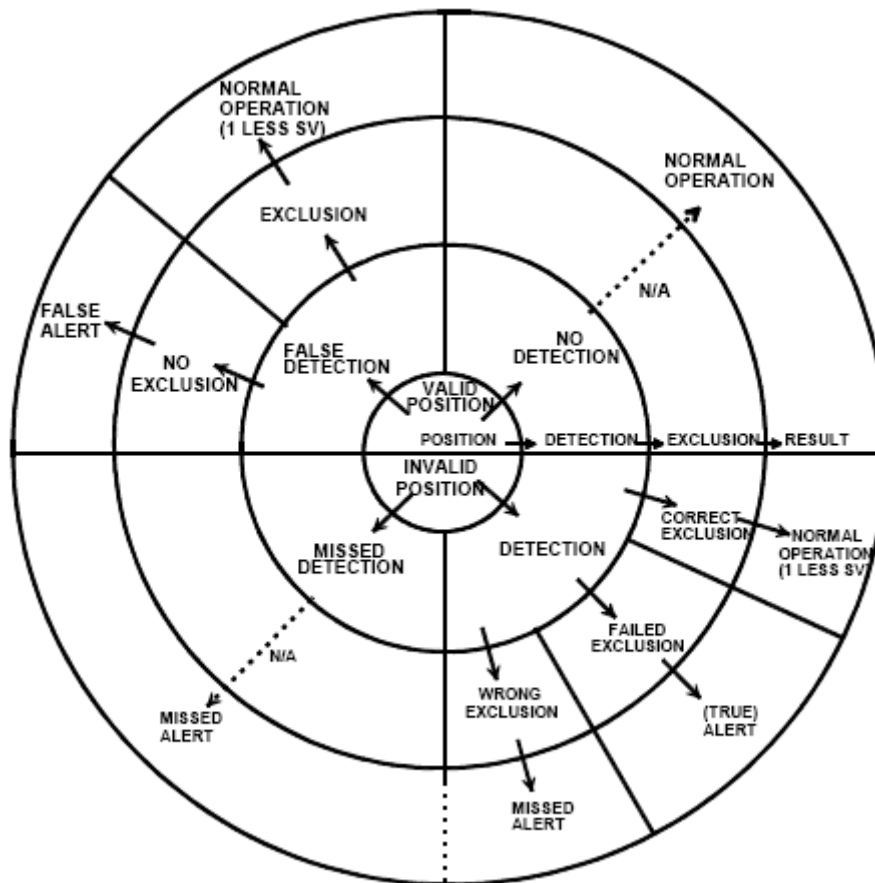 NORMAL
OPERATION
(1 LESS SV)
NORMAL
OPERATION
EXCLUSION
N/A
FALSE
ALERT
NO
EXCLUSION
FALSE
DETECTION
NO
DETECTION
VALID
POSITION
POSITION
DETECTION
EXCLUSION
RESULT
INVALID
POSITION
MISSED
DETECTION
DETECTION
CORRECT
EXCLUSION
NORMAL
OPERATION
(1 LESS SV)
FAILED
EXCLUSION
N/A
WRONG
EXCLUSION
MISSED
ALERT
(TRUE)
ALERT
MISSED
ALERT